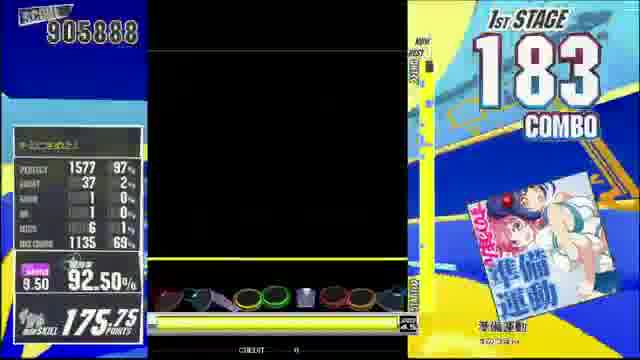 SCORE
905888
1ST STAGE
183
COMBO
PERFECT 1577 97%
GREAT 37 2%
GOOD 1 0%
OK 1 0%
MISS 6 1%
MAX COMBO 1135 69%
9.50 92.50%
SKILL 175.75 POINTS
準備
運動
準備運動
CREDIT 0